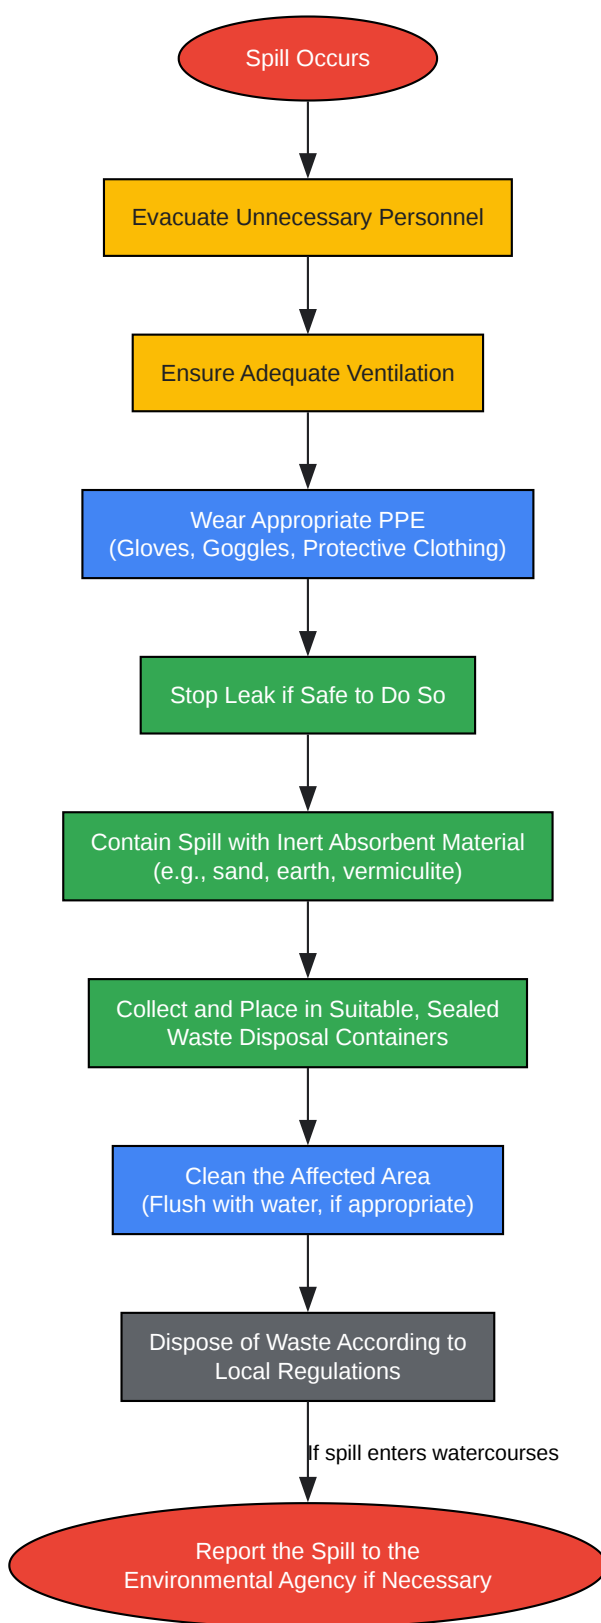 Spill Occurs
Evacuate Unnecessary Personnel
Ensure Adequate Ventilation
Wear Appropriate PPE
(Gloves, Goggles, Protective Clothing)
Stop Leak if Safe to Do So
Contain Spill with Inert Absorbent Material
(e.g., sand, earth, vermiculite)
Collect and Place in Suitable, Sealed
Waste Disposal Containers
Clean the Affected Area
(Flush with water, if appropriate)
Dispose of Waste According to
Local Regulations
If spill enters watercourses
Report the Spill to the
Environmental Agency if Necessary